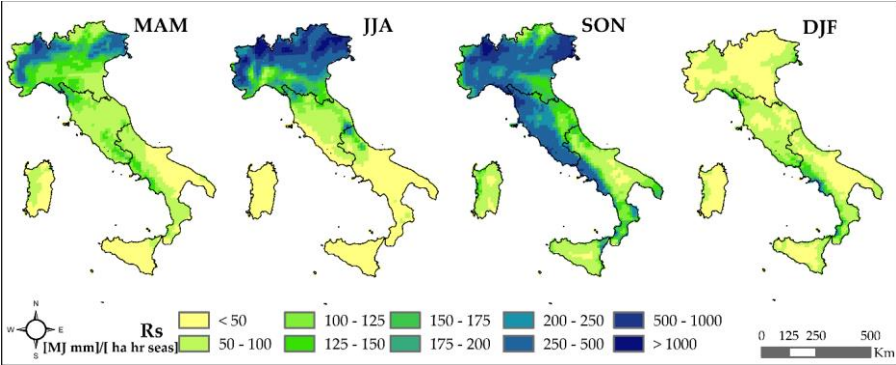 MAM JJA SON DJF
N
W E
S
Rs
[MJ mm]/[ ha hr seas]
< 50 100 - 125 150 - 175 200 - 250 500 - 1000
50 - 100 125 - 150 175 - 200 250 - 500 > 1000
0 125 250 500
Km